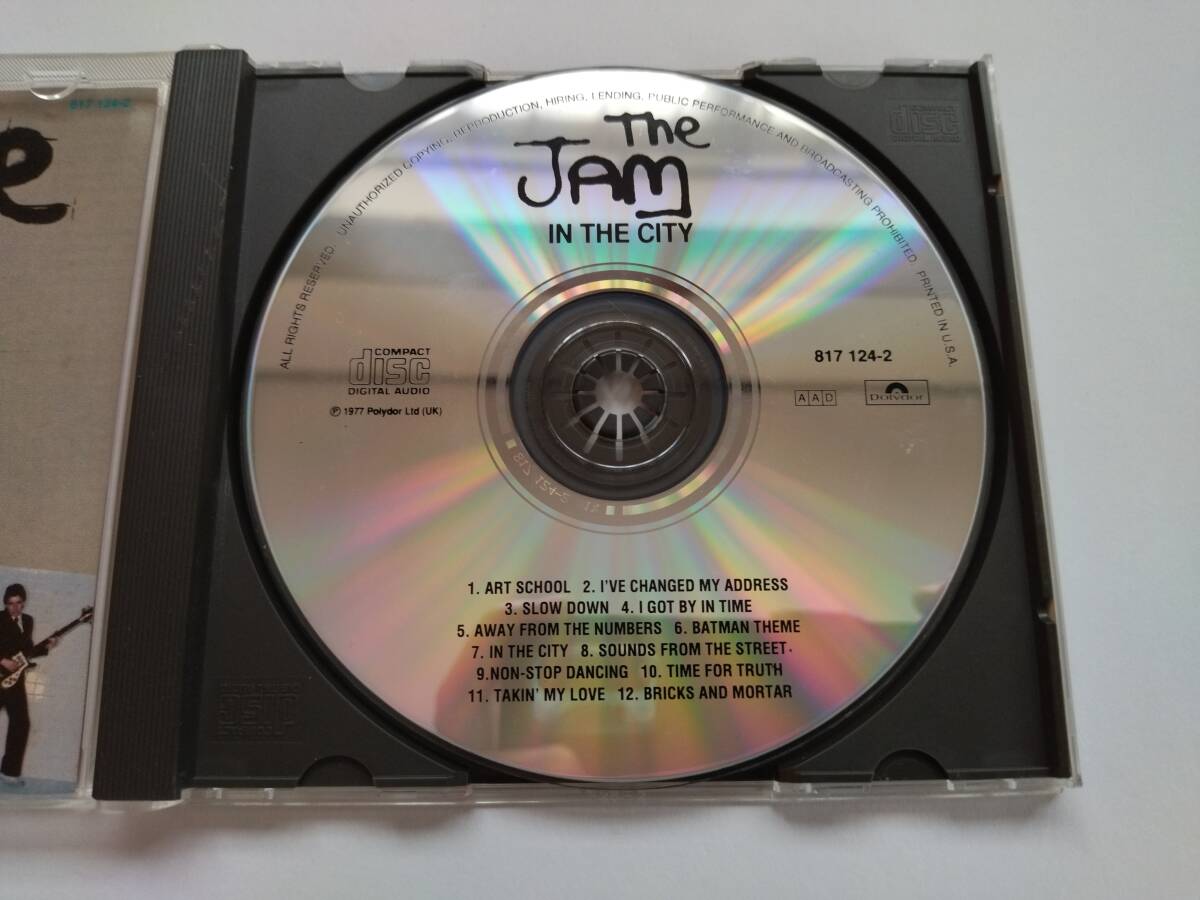 817 124-2
e
ALL RIGHTS RESERVED. UNAUTHORIZED COPYING, REPRODUCTION, HIRING, LENDING, PUBLIC PERFORMANCE AND BROADCASTING PROHIBITED. PRINTED IN U.S.A.
The
JAM
IN THE CITY
COMPACT
disc
DIGITAL AUDIO
℗ 1977 Polydor Ltd (UK)
817 124-2
AAD
Polydor
1. ART SCHOOL 2. I'VE CHANGED MY ADDRESS
3. SLOW DOWN 4. I GOT BY IN TIME
5. AWAY FROM THE NUMBERS 6. BATMAN THEME
7. IN THE CITY 8. SOUNDS FROM THE STREET.
9.NON-STOP DANCING 10. TIME FOR TRUTH
11. TAKIN' MY LOVE 12. BRICKS AND MORTAR
COMPACT
disc
DIGITAL AUDIO